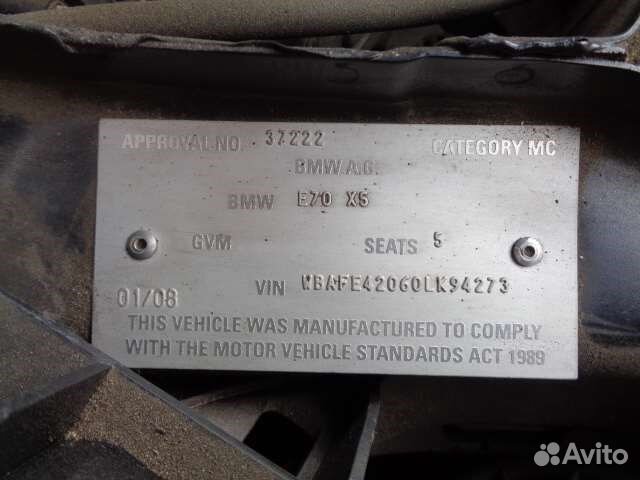 APPROVAL NO. 37222 CATEGORY MC
BMW A.G.
BMW E70 X5
GVM SEATS 5
VIN WBAFE42060LK94273
01/08
THIS VEHICLE WAS MANUFACTURED TO COMPLY
WITH THE MOTOR VEHICLE STANDARDS ACT 1989
Avito